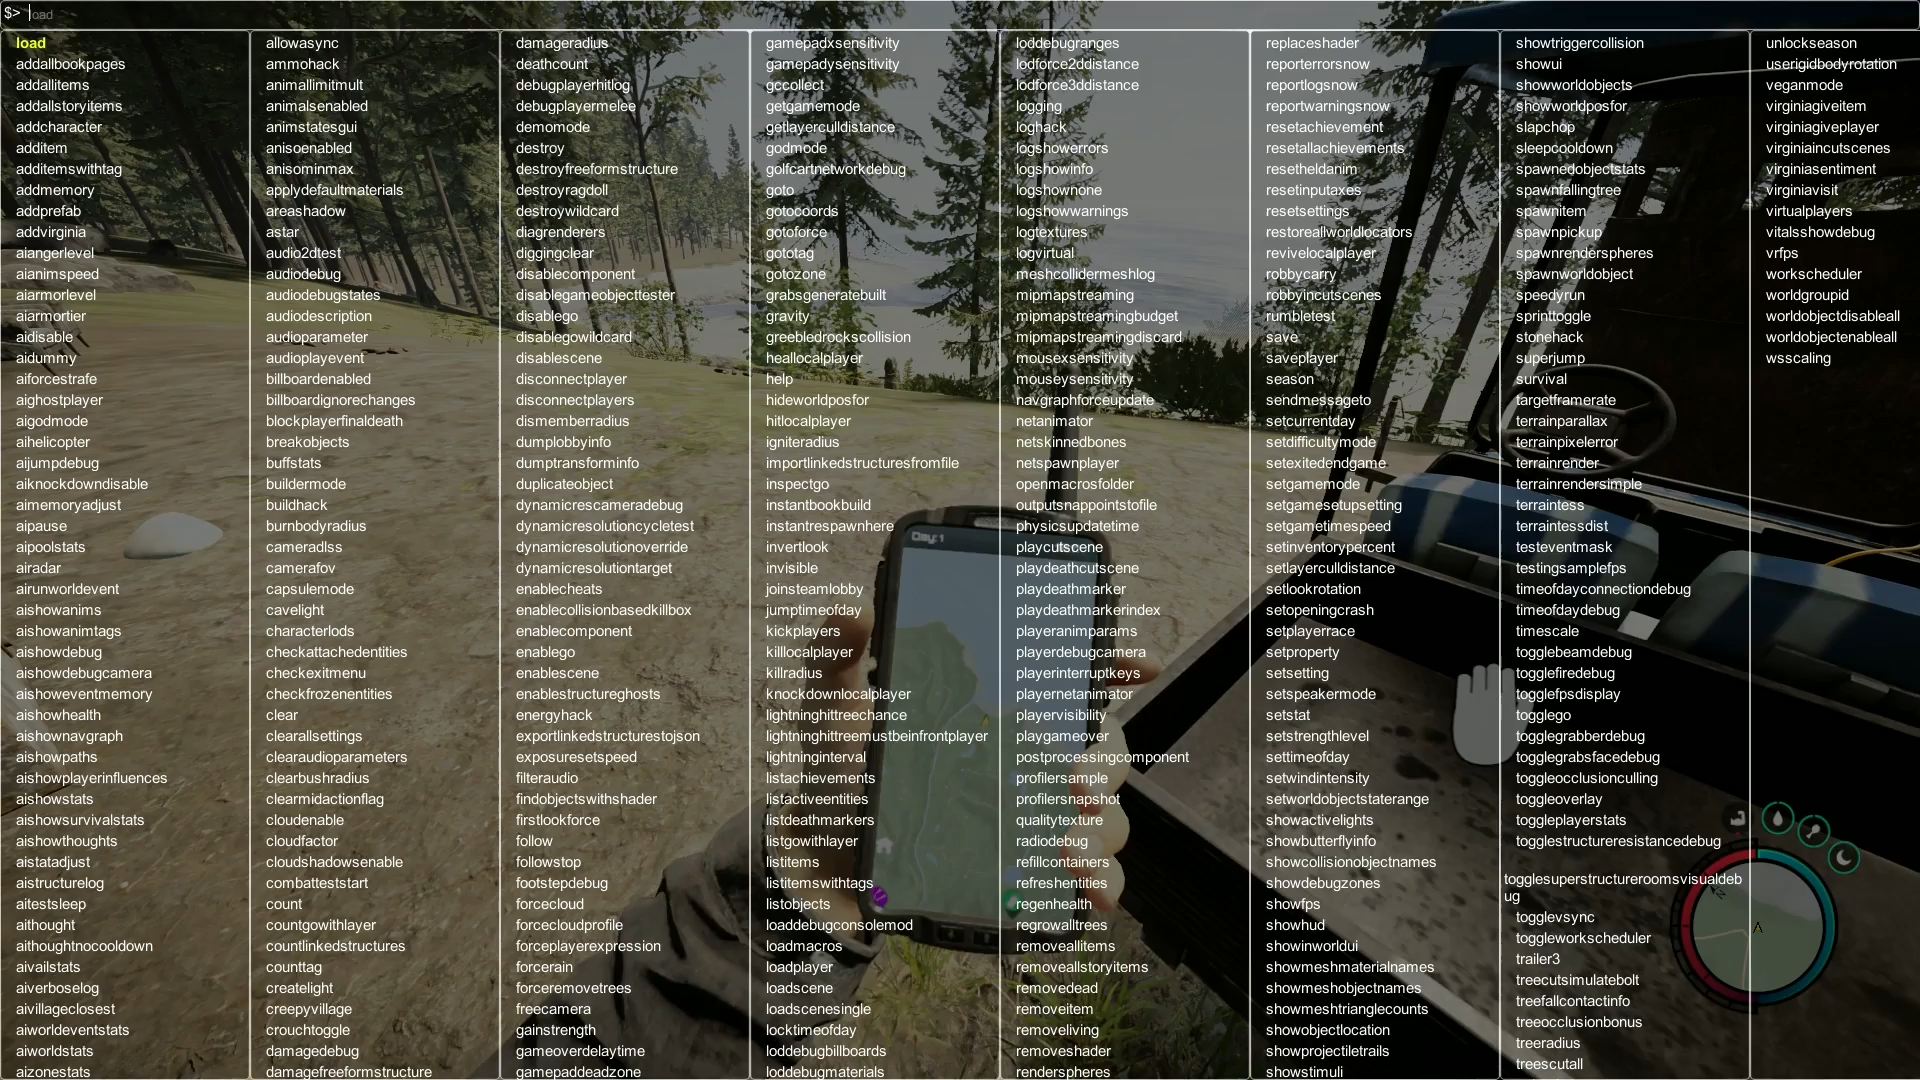 $> load
load
addallbookpages
addallitems
addallstoryitems
addcharacter
additem
additemswithtag
addmemory
addprefab
addvirginia
aiangerlevel
aianimspeed
aiarmorlevel
aiarmortier
aidisable
aidummy
aiforcestrafe
aighostplayer
aigodmode
aihelicopter
aijumpdebug
aiknockdowndisable
aimemoryadjust
aipause
aipoolstats
airadar
airunworldevent
aishowanims
aishowanimtags
aishowdebug
aishowdebugcamera
aishoweventmemory
aishowhealth
aishownavgraph
aishowpaths
aishowplayerinfluences
aishowstats
aishowsurvivalstats
aishowthoughts
aistatadjust
aistructurelog
aitestsleep
aithought
aithoughtnocooldown
aivailstats
aiverboselog
aivillageclosest
aiworldeventstats
aiworldstats
aizonestats
allowasync
ammohack
animallimitmult
animalsenabled
animstatesgui
anisoenabled
anisominmax
applydefaultmaterials
areashadow
astar
audio2dtest
audiodebug
audiodebugstates
audiodescription
audioparameter
audioplayevent
billboardenabled
billboardignorechanges
blockplayerfinaldeath
breakobjects
buffstats
buildermode
buildhack
burnbodyradius
cameradlss
camerafov
capsulemode
cavelight
characterlods
checkattachedentities
checkexitmenu
checkfrozenentities
clear
clearallsettings
clearaudioparameters
clearbushradius
clearmidactionflag
cloudenable
cloudfactor
cloudshadowsenable
combatteststart
count
countgowithlayer
countlinkedstructures
counttag
createlight
creepyvillage
crouchtoggle
damagedebug
damagefreeformstructure
damageradius
deathcount
debugplayerhitlog
debugplayermelee
demomode
destroy
destroyfreeformstructure
destroyragdoll
destroywildcard
diagrenderers
diggingclear
disablecomponent
disablegameobjecttester
disablego
disablegowildcard
disablescene
disconnectplayer
disconnectplayers
dismemberradius
dumplobbyinfo
dumptransforminfo
duplicateobject
dynamicrescameradebug
dynamicresolutioncycletest
dynamicresolutionoverride
dynamicresolutiontarget
enablecheats
enablecollisionbasedkillbox
enablecomponent
enablego
enablescene
enablestructureghosts
energyhack
exportlinkedstructurestojson
exposuresetspeed
filteraudio
findobjectswithshader
firstlookforce
follow
followstop
footstepdebug
forcecloud
forcecloudprofile
forceplayerexpression
forcerain
forceremovetrees
freecamera
gainstrength
gameoverdelaytime
gamepaddeadzone
gamepadxsensitivity
gamepadysensitivity
gccollect
getgamemode
getlayerculldistance
godmode
golfcartnetworkdebug
goto
gotocoords
gotoforce
gototag
gotozone
grabsgeneratebuilt
gravity
greebledrockscollision
heallocalplayer
help
hideworldposfor
hitlocalplayer
igniteradius
importlinkedstructuresfromfile
inspectgo
instantbookbuild
instantrespawnhere
invertlook
invisible
joinsteamlobby
jumptimeofday
kickplayers
killlocalplayer
killradius
knockdownlocalplayer
lightninghittreechance
lightninghittreemustbeinfrontplayer
lightninginterval
listachievements
listactiveentities
listdeathmarkers
listgowithlayer
listitems
listitemswithtags
listobjects
loaddebugconsolemod
loadmacros
loadplayer
loadscene
loadscenesingle
locktimeofday
loddebugbillboards
loddebugmaterials
loddebugranges
lodforce2ddistance
lodforce3ddistance
logging
loghack
logshowerrors
logshowinfo
logshownone
logshowwarnings
logtextures
logvirtual
meshcollidermeshlog
mipmapstreaming
mipmapstreamingbudget
mipmapstreamingdiscard
mousexsensitivity
mouseysensitivity
navgraphforceupdate
netanimator
netskinnedbones
netspawnplayer
openmacrosfolder
outputsnappointstofile
physicsupdatetime
playcutscene
playdeathcutscene
playdeathmarker
playdeathmarkerindex
playeranimparams
playerdebugcamera
playerinterruptkeys
playernetanimator
playervisibility
playgameover
postprocessingcomponent
profilersample
profilersnapshot
qualitytexture
radiodebug
refillcontainers
refreshentities
regenhealth
regrowalltrees
removeallitems
removeallstoryitems
removedead
removeitem
removeliving
removeshader
renderspheres
replaceshader
reporterrorsnow
reportlogsnow
reportwarningsnow
resetachievement
resetallachievements
resetheldanim
resetinputaxes
resetsettings
restoreallworldlocators
revivelocalplayer
robbycarry
robbyincutscenes
rumbletest
save
saveplayer
season
sendmessageto
setcurrentday
setdifficultymode
setexitedendgame
setgamemode
setgamesetupsetting
setgametimespeed
setinventorypercent
setlayerculldistance
setlookrotation
setopeningcrash
setplayerrace
setproperty
setsetting
setspeakermode
setstat
setstrengthlevel
settimeofday
setwindintensity
setworldobjectstaterange
showactivelights
showbutterflyinfo
showcollisionobjectnames
showdebugzones
showfps
showhud
showinworldui
showmeshmaterialnames
showmeshobjectnames
showmeshtrianglecounts
showobjectlocation
showprojectiletrails
showstimuli
showtriggercollision
showui
showworldobjects
showworldposfor
slapchop
sleepcooldown
spawnedobjectstats
spawnfallingtree
spawnitem
spawnpickup
spawnrenderspheres
spawnworldobject
speedyrun
sprinttoggle
stonehack
superjump
survival
targetframerate
terrainparallax
terrainpixelerror
terrainrender
terrainrendersimple
terraintess
terraintessdist
testeventmask
testingsamplefps
timeofdayconnectiondebug
timeofdaydebug
timescale
togglebeamdebug
togglefiredebug
togglefpsdisplay
togglego
togglegrabberdebug
togglegrabsfacedebug
toggleocclusionculling
toggleoverlay
toggleplayerstats
togglestructureresistancedebug
togglesuperstructureroomsvisualdeb
ug
togglevsync
toggleworkscheduler
trailer3
treecutsimulatebolt
treefallcontactinfo
treeocclusionbonus
treeradius
treescutall
unlockseason
userigidbodyrotation
veganmode
virginiagiveitem
virginiagiveplayer
virginiaincutscenes
virginiasentiment
virginiavisit
virtualplayers
vitalsshowdebug
vrfps
workscheduler
worldgroupid
worldobjectdisableall
worldobjectenableall
wsscaling
Day: 1
N